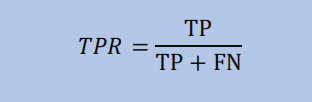 TPR = TP / TP + FN